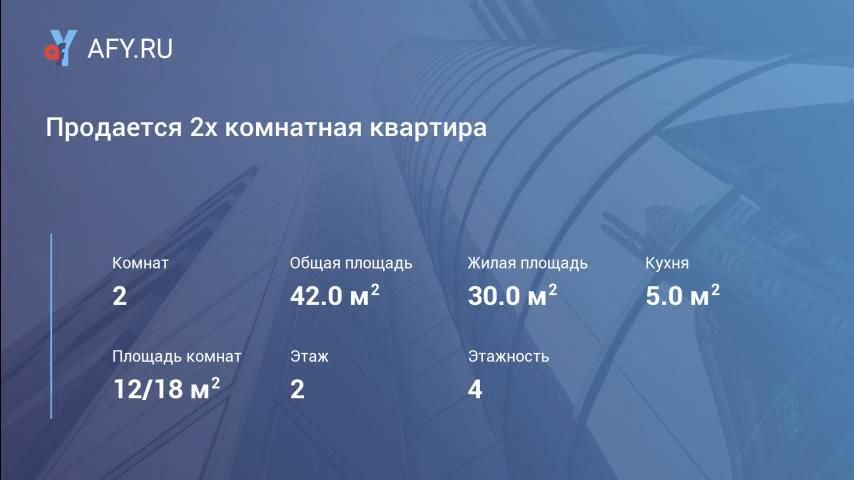 AFY.RU
Продается 2х комнатная квартира
Комнат
2
Общая площадь
42.0 м²
Жилая площадь
30.0 м²
Кухня
5.0 м²
Площадь комнат
12/18 м²
Этаж
2
Этажность
4